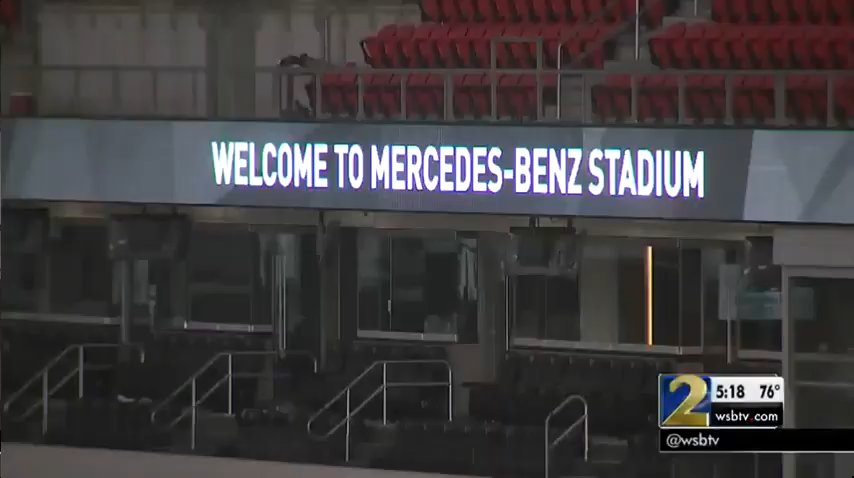 WELCOME TO MERCEDES-BENZ STADIUM
2
5:18 76°
wsbtv.com
@wsbtv